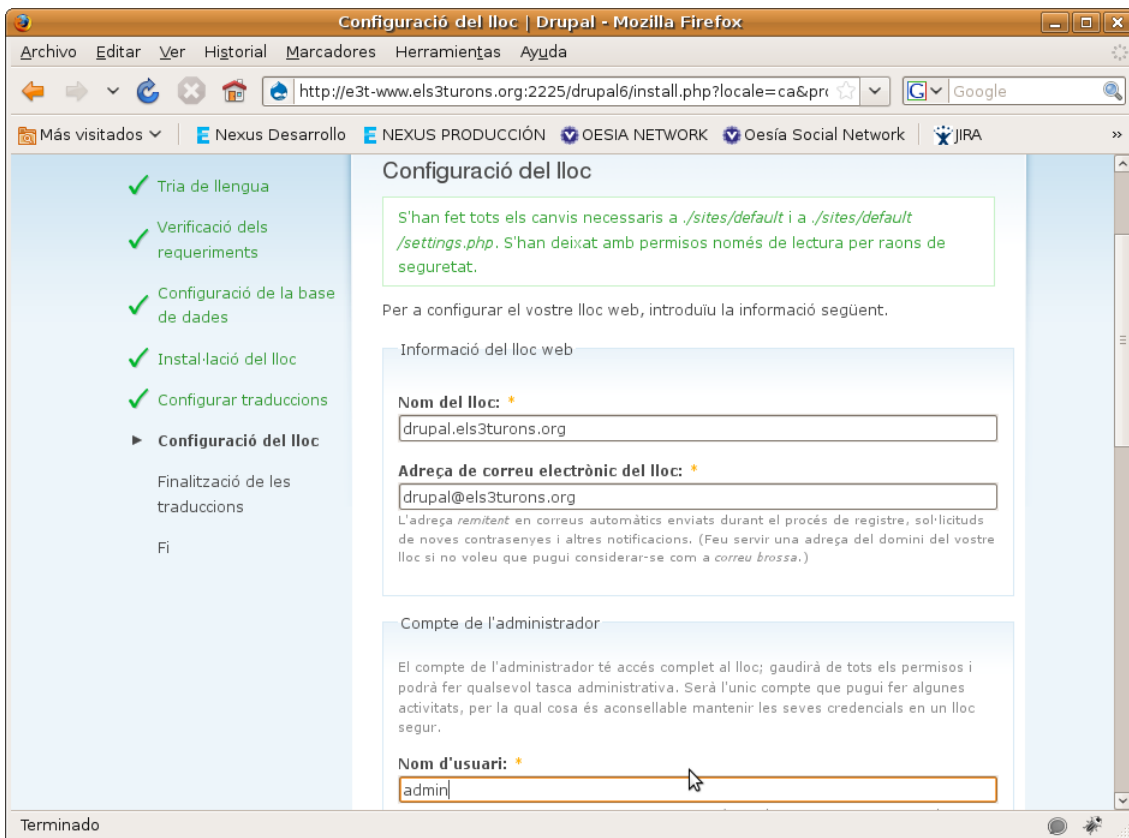 Configuració del lloc | Drupal - Mozilla Firefox
Archivo Editar Ver Historial Marcadores Herramientas Ayuda
http://e3t-www.els3turons.org:2225/drupal6/install.php?locale=ca&pro
G Google
Más visitados E Nexus Desarrollo E NEXUS PRODUCCIÓN OESIA NETWORK Oesía Social Network JIRA »
Tria de llengua
Verificació dels
requeriments
Configuració de la base
de dades
Instal·lació del lloc
Configurar traduccions
Configuració del lloc
Finalització de les
traduccions
Fi
Configuració del lloc
S'han fet tots els canvis necessaris a ./sites/default i a ./sites/default
/settings.php. S'han deixat amb permisos només de lectura per raons de
seguretat.
Per a configurar el vostre lloc web, introduïu la informació següent.
Informació del lloc web
Nom del lloc: *
drupal.els3turons.org
Adreça de correu electrònic del lloc: *
drupal@els3turons.org
L'adreça remitent en correus automàtics enviats durant el procés de registre, sol·licituds
de noves contrasenyes i altres notificacions. (Feu servir una adreça del domini del vostre
lloc si no voleu que pugui considerar-se com a correu brossa.)
Compte de l'administrador
El compte de l'administrador té accés complet al lloc; gaudirà de tots els permisos i
podrà fer qualsevol tasca administrativa. Serà l'unic compte que pugui fer algunes
activitats, per la qual cosa és aconsellable mantenir les seves credencials en un lloc
segur.
Nom d'usuari: *
admin
Terminado